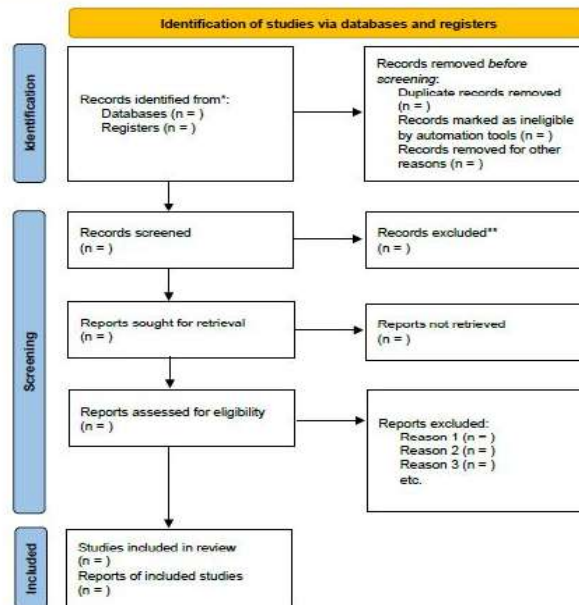 Identification of studies via databases and registers
Identification
Records identified from*:
Databases (n = )
Registers (n = )
Records removed before
screening:
Duplicate records removed
(n = )
Records marked as ineligible
by automation tools (n = )
Records removed for other
reasons (n = )
Screening
Records screened
(n = )
Records excluded**
(n = )
Reports sought for retrieval
(n = )
Reports not retrieved
(n = )
Reports assessed for eligibility
(n = )
Reports excluded:
Reason 1 (n = )
Reason 2 (n = )
Reason 3 (n = )
etc.
Included
Studies included in review
(n = )
Reports of included studies
(n = )